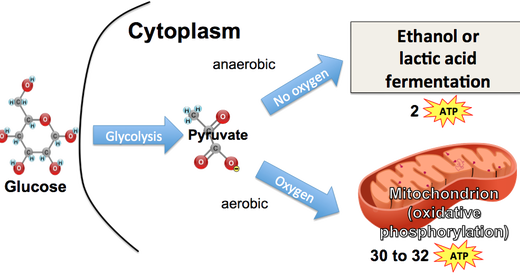 Cytoplasm
anaerobic
Ethanol or
lactic acid
fermentation
2 ATP
No oxygen
Glycolysis
Pyruvate
Glucose
Oxygen
aerobic
Mitochondrion
(oxidative
phosphorylation)
30 to 32 ATP